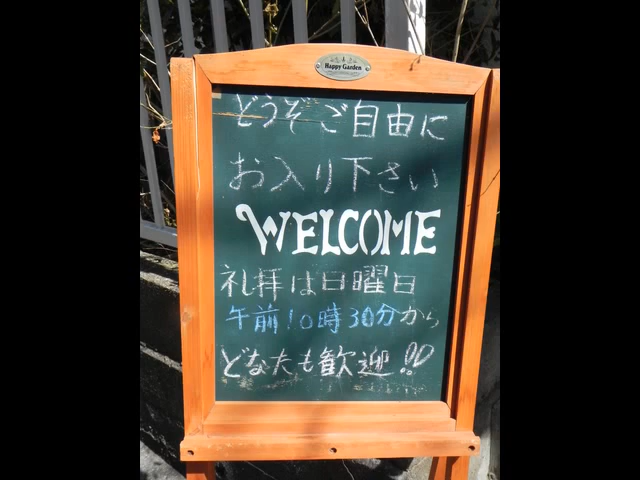 Happy Garden
どうぞご自由に
お入り下さい
WELCOME
礼拝は日曜日
午前10時30分から
どなたも歓迎!!